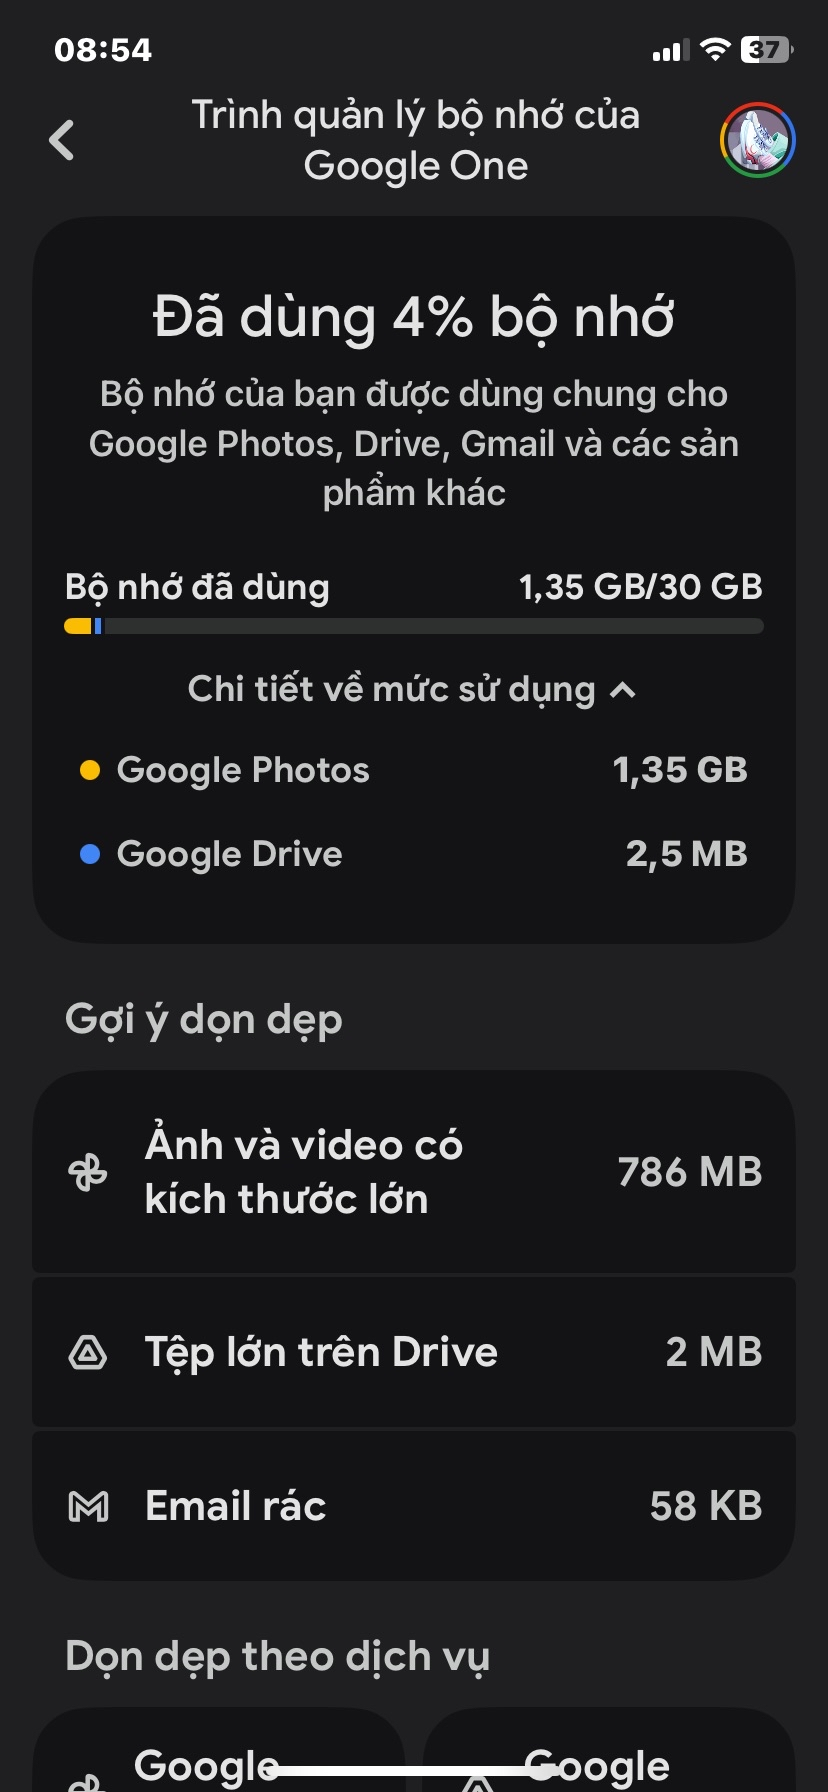 08:54
37
Trình quản lý bộ nhớ của
Google One
Đã dùng 4% bộ nhớ
Bộ nhớ của bạn được dùng chung cho
Google Photos, Drive, Gmail và các sản
phẩm khác
Bộ nhớ đã dùng 1,35 GB/30 GB
Chi tiết về mức sử dụng
Google Photos 1,35 GB
Google Drive 2,5 MB
Gợi ý dọn dẹp
Ảnh và video có
kích thước lớn
786 MB
Tệp lớn trên Drive 2 MB
Email rác 58 KB
Dọn dẹp theo dịch vụ
Google Google